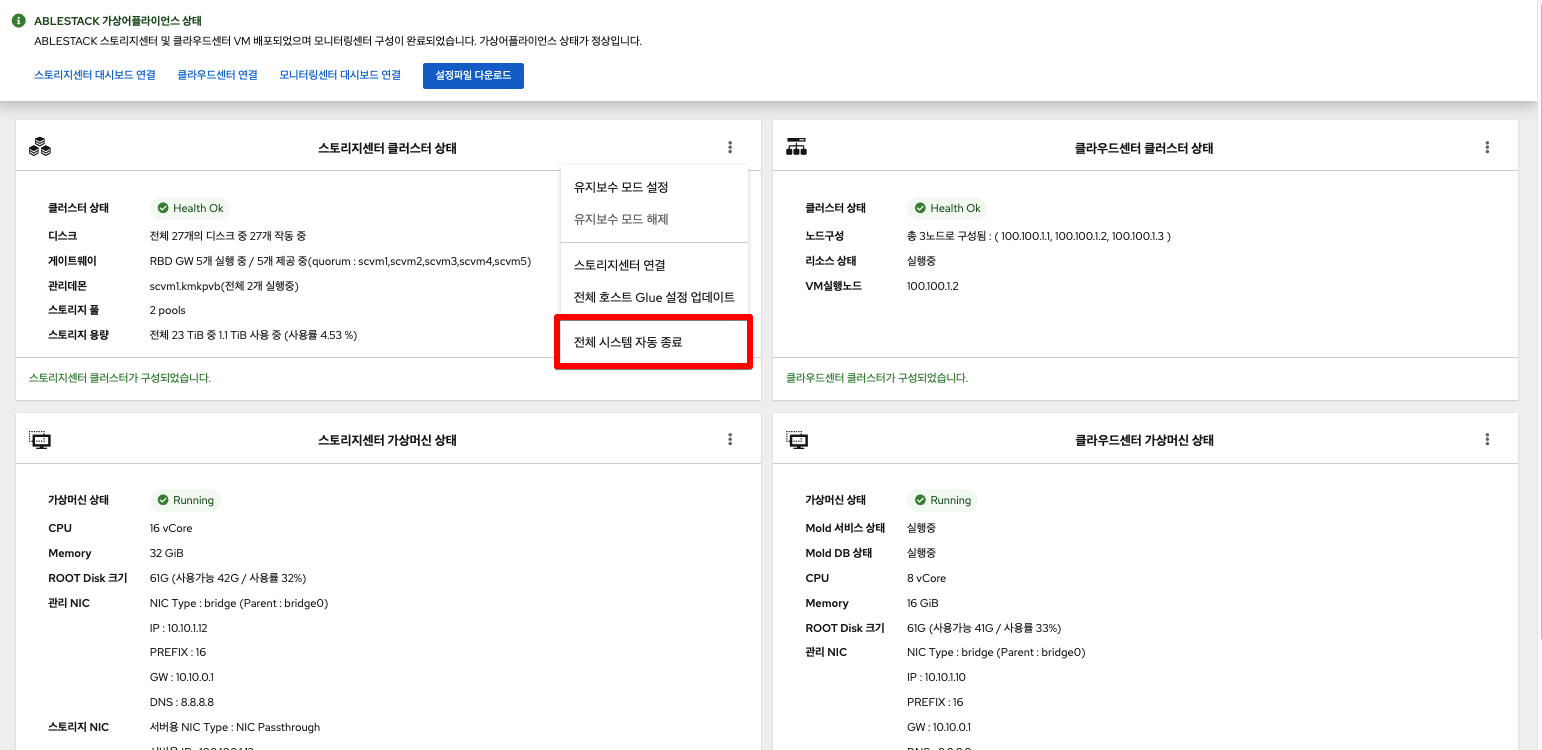 ABLESTACK 가상어플라이언스 상태
ABLESTACK 스토리지센터 및 클라우드센터 VM 배포되었으며 모니터링센터 구성이 완료되었습니다. 가상어플라이언스 상태가 정상입니다.
스토리지센터 대시보드 연결 클라우드센터 연결 모니터링센터 대시보드 연결 설정파일 다운로드
스토리지센터 클러스터 상태
유지보수 모드 설정
유지보수 모드 해제
스토리지센터 연결
전체 호스트 Glue 설정 업데이트
전체 시스템 자동 종료
클러스터 상태 Health Ok
디스크 전체 27개의 디스크 중 27개 작동 중
게이트웨이 RBD GW 5개 실행 중 / 5개 제공 중(quorum : scvm1,scvm2,scvm3,scvm4,scvm5)
관리데몬 scvm1.kmkpvb(전체 2개 실행중)
스토리지 풀 2 pools
스토리지 용량 전체 23 TiB 중 1.1 TiB 사용 중 (사용률 4.53 %)
스토리지센터 클러스터가 구성되었습니다.
클라우드센터 클러스터 상태
클러스터 상태 Health Ok
노드구성 총 3노드로 구성됨 : ( 100.100.1.1, 100.100.1.2, 100.100.1.3 )
리소스 상태 실행중
VM실행노드 100.100.1.2
클라우드센터 클러스터가 구성되었습니다.
스토리지센터 가상머신 상태
가상머신 상태 Running
CPU 16 vCore
Memory 32 GiB
ROOT Disk 크기 61G (사용가능 42G / 사용률 32%)
관리 NIC NIC Type : bridge (Parent : bridge0)
IP : 10.10.1.12
PREFIX : 16
GW : 10.10.0.1
DNS : 8.8.8.8
스토리지 NIC 서버용 NIC Type : NIC Passthrough
클라우드센터 가상머신 상태
가상머신 상태 Running
Mold 서비스 상태 실행중
Mold DB 상태 실행중
CPU 8 vCore
Memory 16 GiB
ROOT Disk 크기 61G (사용가능 41G / 사용률 33%)
관리 NIC NIC Type : bridge (Parent : bridge0)
IP : 10.10.1.10
PREFIX : 16
GW : 10.10.0.1